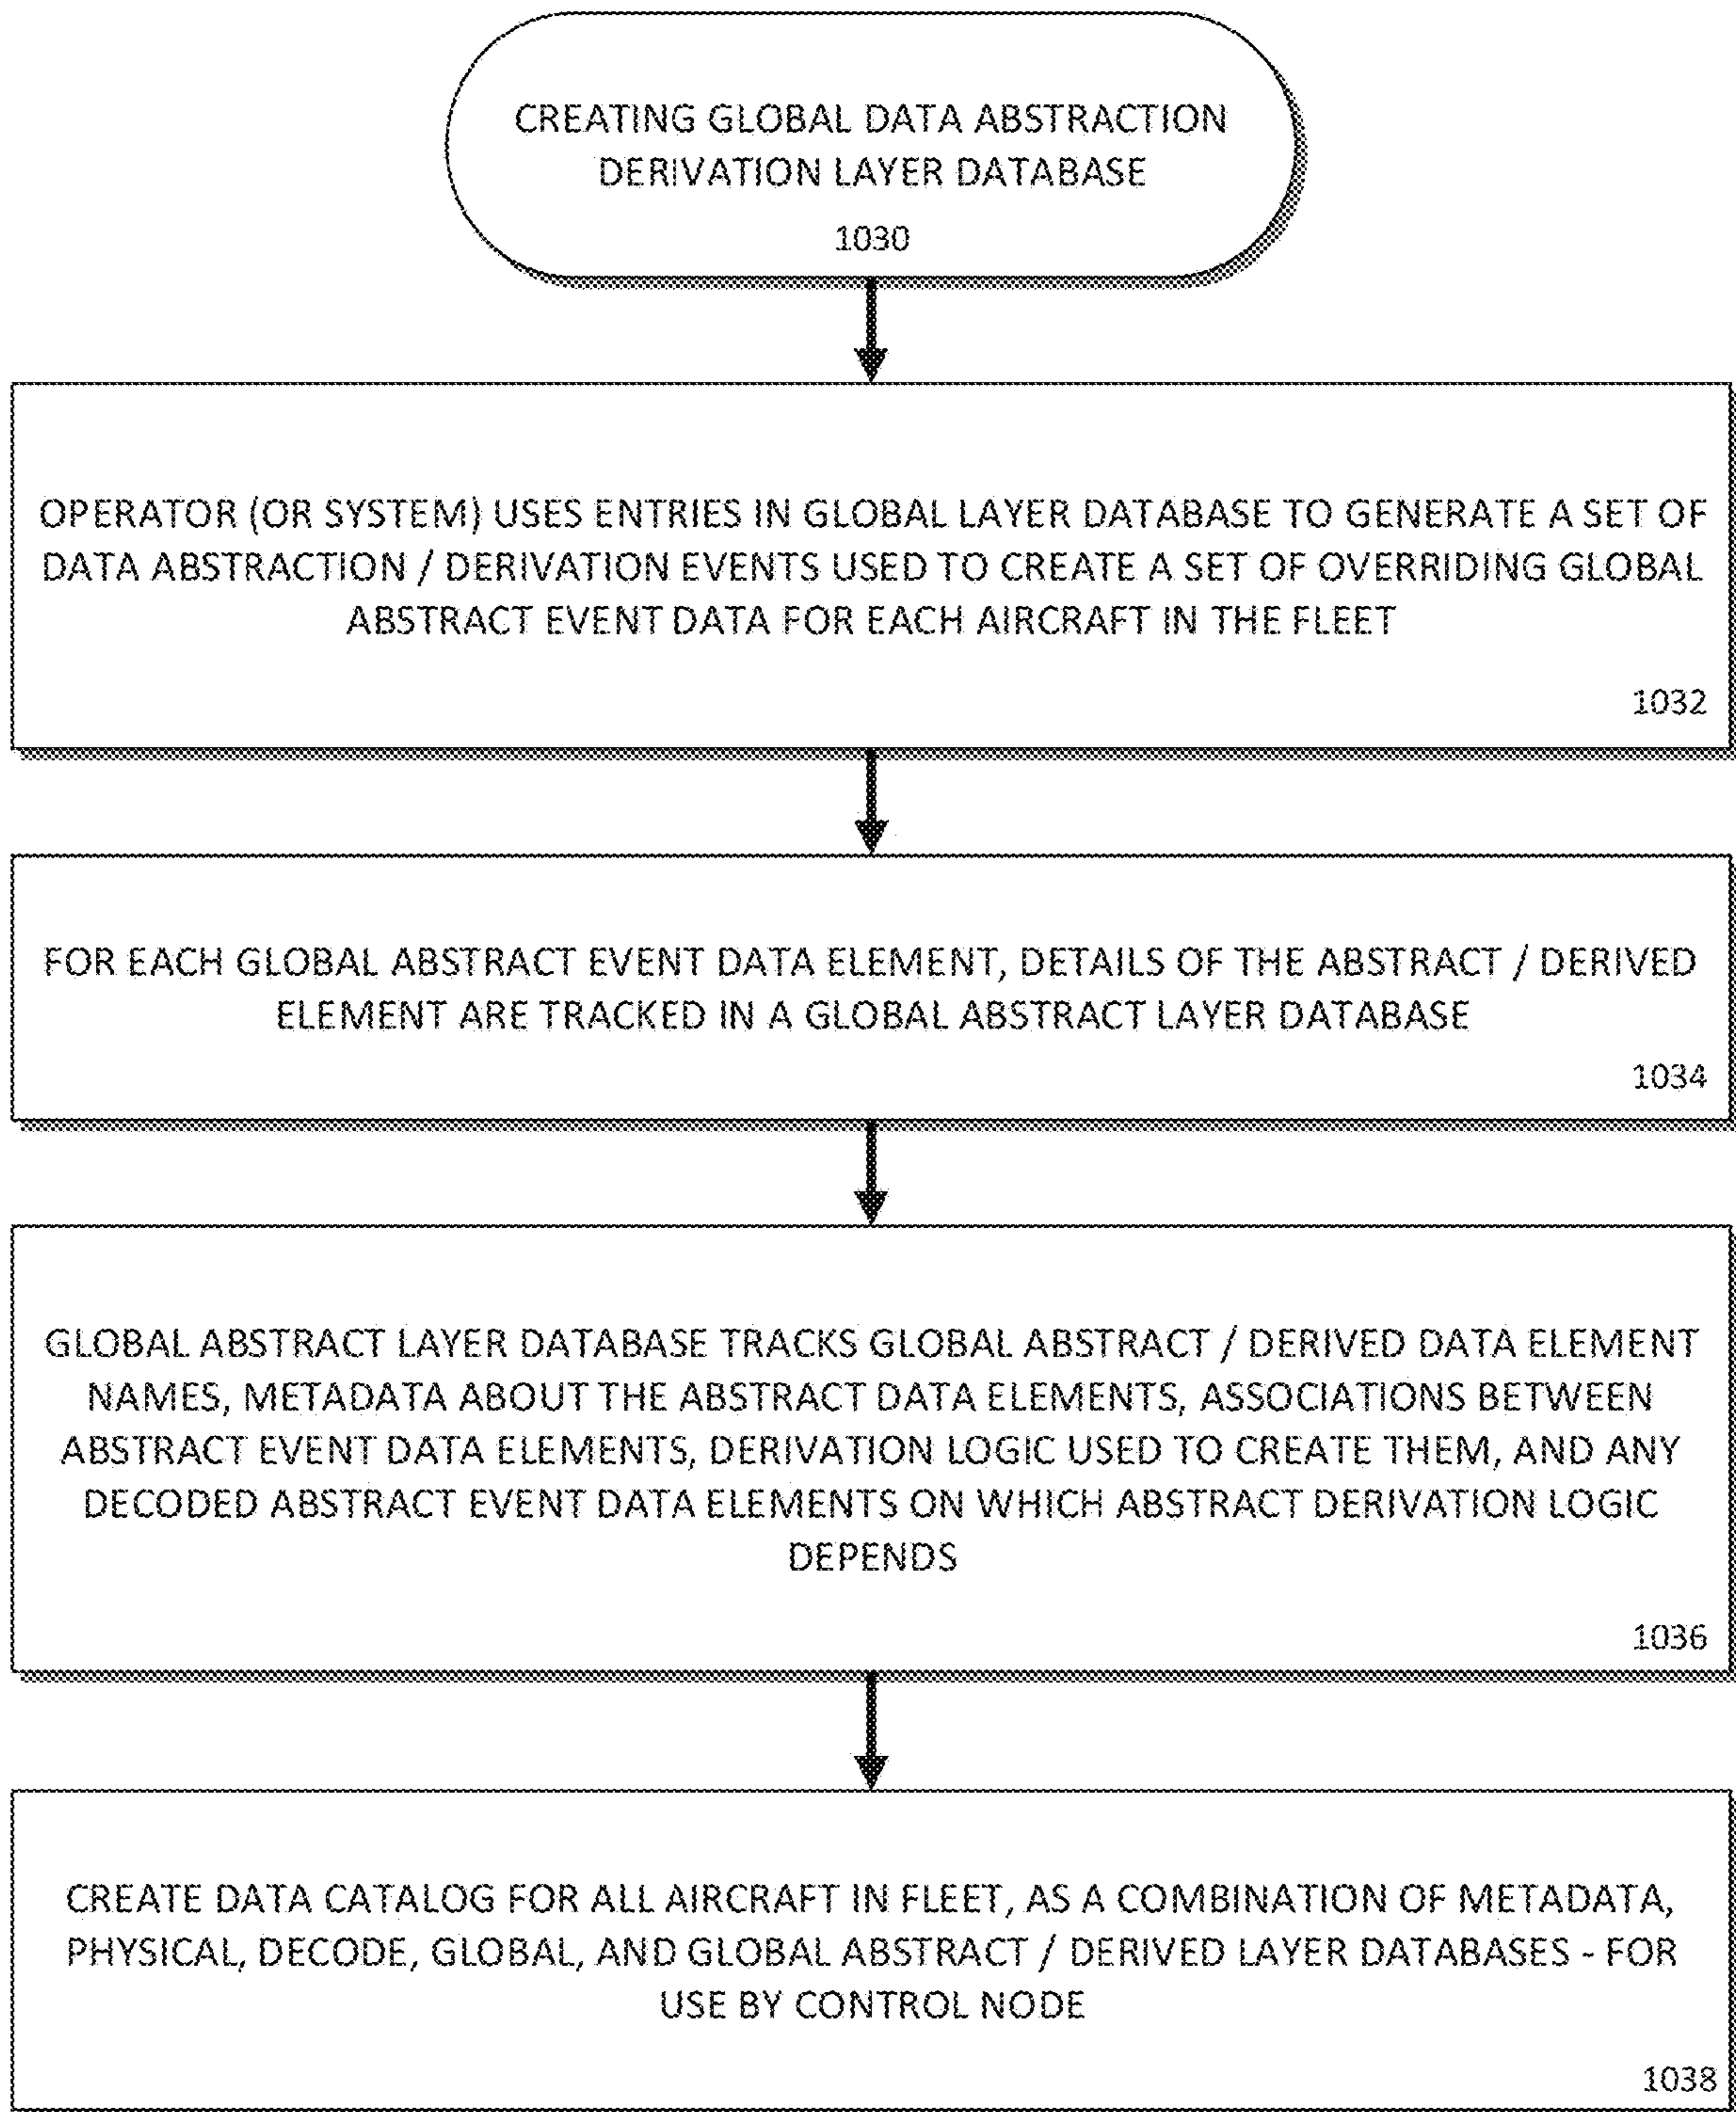 CREATING GLOBAL DATA ABSTRACTION
DERIVATION LAYER DATABASE
1030
OPERATOR (OR SYSTEM) USES ENTRIES IN GLOBAL LAYER DATABASE TO GENERATE A SET OF
DATA ABSTRACTION / DERIVATION EVENTS USED TO CREATE A SET OF OVERRIDING GLOBAL
ABSTRACT EVENT DATA FOR EACH AIRCRAFT IN THE FLEET
1032
FOR EACH GLOBAL ABSTRACT EVENT DATA ELEMENT, DETAILS OF THE ABSTRACT / DERIVED
ELEMENT ARE TRACKED IN A GLOBAL ABSTRACT LAYER DATABASE
1034
GLOBAL ABSTRACT LAYER DATABASE TRACKS GLOBAL ABSTRACT / DERIVED DATA ELEMENT
NAMES, METADATA ABOUT THE ABSTRACT DATA ELEMENTS, ASSOCIATIONS BETWEEN
ABSTRACT EVENT DATA ELEMENTS, DERIVATION LOGIC USED TO CREATE THEM, AND ANY
DECODED ABSTRACT EVENT DATA ELEMENTS ON WHICH ABSTRACT DERIVATION LOGIC
DEPENDS
1036
CREATE DATA CATALOG FOR ALL AIRCRAFT IN FLEET, AS A COMBINATION OF METADATA,
PHYSICAL, DECODE, GLOBAL, AND GLOBAL ABSTRACT / DERIVED LAYER DATABASES - FOR
USE BY CONTROL NODE
1038